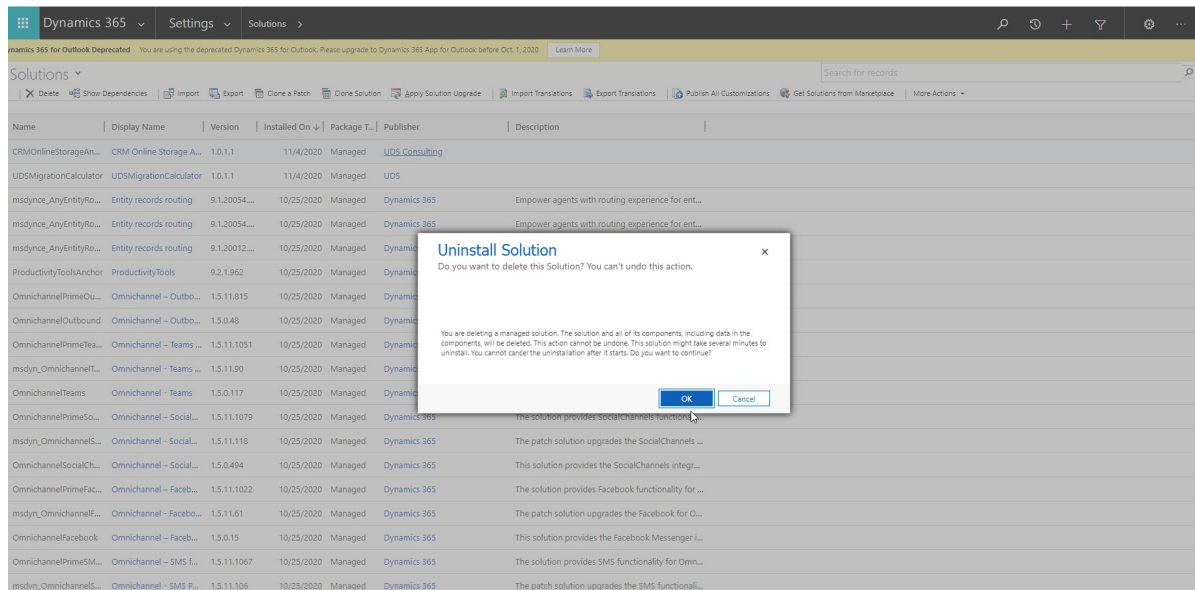 Dynamics 365 Settings Solutions >
ynamics 365 for Outlook Deprecated You are using the deprecated Dynamics 365 for Outlook. Please upgrade to Dynamics 365 App for Outlook before Oct. 1, 2020 Learn More
Solutions Search for records
Delete Show Dependencies Import Export Clone a Patch Clone Solution Apply Solution Upgrade Import Translations Export Translations Publish All Customizations Get Solutions from Marketplace More Actions
Name Display Name Version Installed On ↓ Package T... Publisher Description
CRMOnlineStorageAn... CRM Online Storage A... 1.0.1.1 11/4/2020 Managed UDS Consulting
UDSMigrationCalculator UDSMigrationCalculator 1.0.1.1 11/4/2020 Managed UDS
msdynce_AnyEntityRo... Entity records routing 9.1.20054.... 10/25/2020 Managed Dynamics 365 Empower agents with routing experience for ent...
msdynce_AnyEntityRo... Entity records routing 9.1.20054.... 10/25/2020 Managed Dynamics 365 Empower agents with routing experience for ent...
msdynce_AnyEntityRo... Entity records routing 9.1.20012.... 10/25/2020 Managed Dynamic
ProductivityToolsAnchor ProductivityTools 9.2.1.962 10/25/2020 Managed Dynamic
OmnichannelPrimeOu... Omnichannel – Outbo... 1.5.11.815 10/25/2020 Managed Dynamic
OmnichannelOutbound Omnichannel – Outbo... 1.5.0.48 10/25/2020 Managed Dynamic
OmnichannelPrimeTea... Omnichannel – Teams ... 1.5.11.1051 10/25/2020 Managed Dynamic
msdyn_OmnichannelT... Omnichannel - Teams ... 1.5.11.90 10/25/2020 Managed Dynamic
OmnichannelTeams Omnichannel - Teams 1.5.0.117 10/25/2020 Managed Dynamic
Uninstall Solution
Do you want to delete this Solution? You can't undo this action.
You are deleting a managed solution. The solution and all of its components, including data in the
components, will be deleted. This action cannot be undone. This solution might take several minutes to
uninstall. You cannot cancel the uninstallation after it starts. Do you want to continue?
OK Cancel
OmnichannelPrimeSo... Omnichannel – Social... 1.5.11.1079 10/25/2020 Managed Dynamics 365 The solution provides SocialChannels functiona...
msdyn_OmnichannelS... Omnichannel - Social... 1.5.11.118 10/25/2020 Managed Dynamics 365 The patch solution upgrades the SocialChannels ...
OmnichannelSocialCh... Omnichannel – Social... 1.5.0.494 10/25/2020 Managed Dynamics 365 This solution provides the SocialChannels integr...
OmnichannelPrimeFac... Omnichannel – Faceb... 1.5.11.1022 10/25/2020 Managed Dynamics 365 The solution provides Facebook functionality for ...
msdyn_OmnichannelF... Omnichannel - Facebo... 1.5.11.61 10/25/2020 Managed Dynamics 365 The patch solution upgrades the Facebook for O...
OmnichannelFacebook Omnichannel – Faceb... 1.5.0.15 10/25/2020 Managed Dynamics 365 This solution provides the Facebook Messenger i...
OmnichannelPrimeSM... Omnichannel – SMS f... 1.5.11.1067 10/25/2020 Managed Dynamics 365 The solution provides SMS functionality for Omn...
msdyn_OmnichannelS... Omnichannel - SMS P... 1.5.11.106 10/25/2020 Managed Dynamics 365 The patch solution upgrades the SMS functionali...